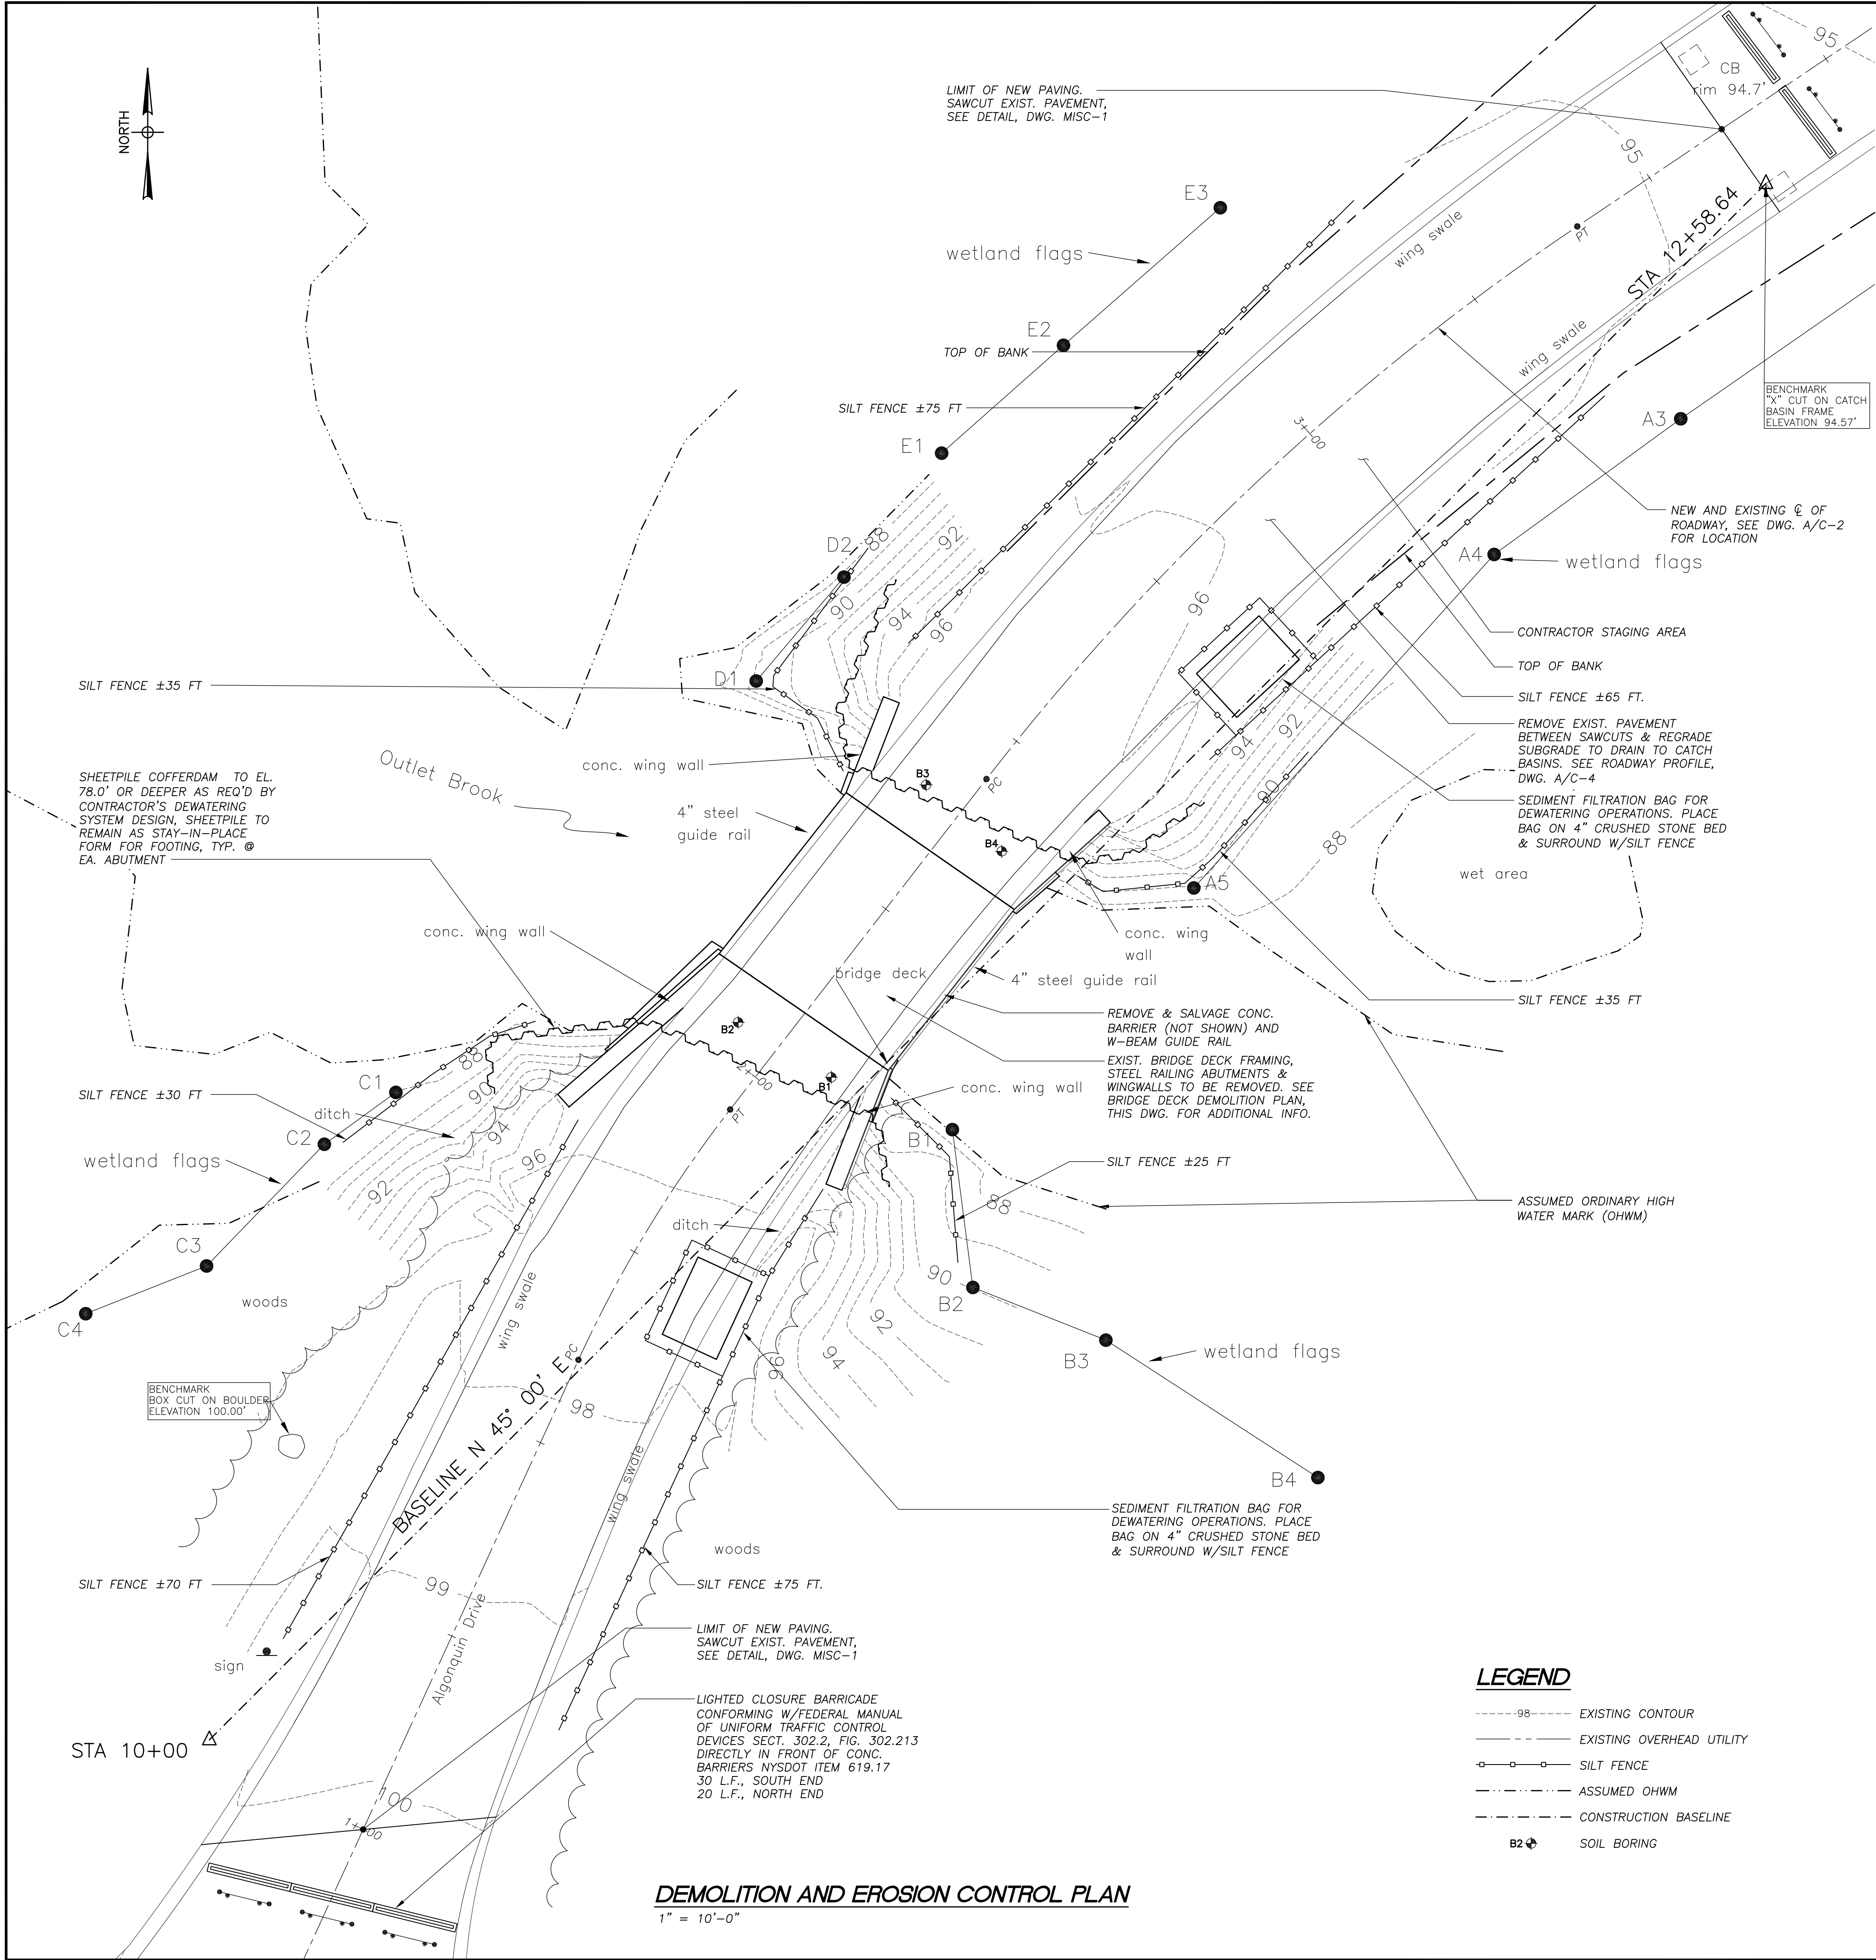 NORTH
LIMIT OF NEW PAVING.
SAWCUT EXIST. PAVEMENT,
SEE DETAIL, DWG. MISC-1
95
CB
rim 94.7'
95
E3
wing swale
PT
STA 12+58.64
wetland flags
E2
TOP OF BANK
wing swale
BENCHMARK
"X" CUT ON CATCH
BASIN FRAME
ELEVATION 94.57'
SILT FENCE ±75 FT
A3
3+00
E1
NEW AND EXISTING ℄ OF
ROADWAY, SEE DWG. A/C-2
FOR LOCATION
D2
88
92
A4
wetland flags
90
94
96
96
CONTRACTOR STAGING AREA
TOP OF BANK
D1
SILT FENCE ±35 FT
SILT FENCE ±65 FT.
92
94
90
REMOVE EXIST. PAVEMENT
BETWEEN SAWCUTS & REGRADE
SUBGRADE TO DRAIN TO CATCH
BASINS. SEE ROADWAY PROFILE,
DWG. A/C-4
Outlet Brook
conc. wing wall
B3
PC
SHEETPILE COFFERDAM TO EL.
78.0' OR DEEPER AS REQ'D BY
CONTRACTOR'S DEWATERING
SYSTEM DESIGN, SHEETPILE TO
REMAIN AS STAY-IN-PLACE
FORM FOR FOOTING, TYP. @
EA. ABUTMENT
4" steel
guide rail
B4
88
SEDIMENT FILTRATION BAG FOR
DEWATERING OPERATIONS. PLACE
BAG ON 4" CRUSHED STONE BED
& SURROUND W/SILT FENCE
A5
wet area
conc. wing wall
conc. wing
wall
bridge deck
4" steel guide rail
SILT FENCE ±35 FT
B2
REMOVE & SALVAGE CONC.
BARRIER (NOT SHOWN) AND
W-BEAM GUIDE RAIL
88
EXIST. BRIDGE DECK FRAMING,
STEEL RAILING ABUTMENTS &
WINGWALLS TO BE REMOVED. SEE
BRIDGE DECK DEMOLITION PLAN,
THIS DWG. FOR ADDITIONAL INFO.
C1
90
2+00
B1
conc. wing wall
SILT FENCE ±30 FT
ditch
PT
94
B1
C2
96
wetland flags
SILT FENCE ±25 FT
92
88
ASSUMED ORDINARY HIGH
WATER MARK (OHWM)
ditch
C3
90
B2
woods
wing swale
92
C4
B3
94
wetland flags
PC
96
BENCHMARK
BOX CUT ON BOULDER
ELEVATION 100.00'
98
BASELINE N 45° 00' E
B4
wing swale
SEDIMENT FILTRATION BAG FOR
DEWATERING OPERATIONS. PLACE
BAG ON 4" CRUSHED STONE BED
& SURROUND W/SILT FENCE
woods
SILT FENCE ±70 FT
99
SILT FENCE ±75 FT.
Algonquin Drive
LIMIT OF NEW PAVING.
SAWCUT EXIST. PAVEMENT,
SEE DETAIL, DWG. MISC-1
sign
LIGHTED CLOSURE BARRICADE
CONFORMING W/FEDERAL MANUAL
OF UNIFORM TRAFFIC CONTROL
DEVICES SECT. 302.2, FIG. 302.213
DIRECTLY IN FRONT OF CONC.
BARRIERS NYSDOT ITEM 619.17
30 L.F., SOUTH END
20 L.F., NORTH END
STA 10+00
100
1+00
LEGEND
98 EXISTING CONTOUR
EXISTING OVERHEAD UTILITY
SILT FENCE
ASSUMED OHWM
CONSTRUCTION BASELINE
B2 SOIL BORING
DEMOLITION AND EROSION CONTROL PLAN
1" = 10'-0"